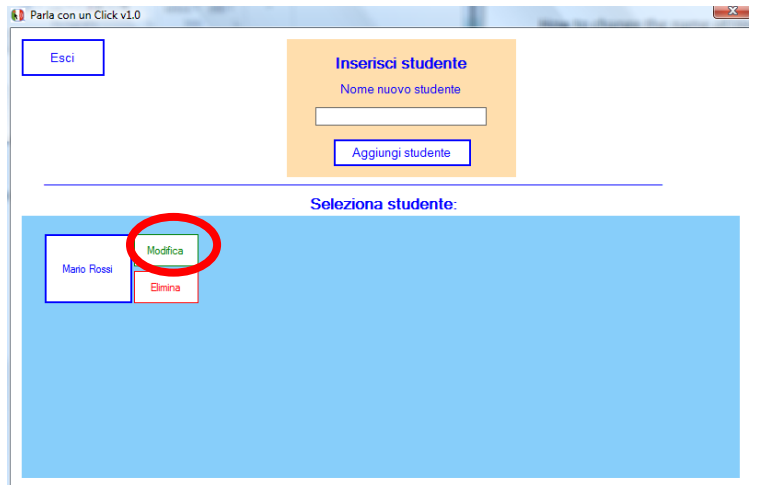 Parla con un Click v1.0
Esci
Inserisci studente
Nome nuovo studente
Aggiungi studente
Seleziona studente:
Mario Rossi
Modifica
Elimina